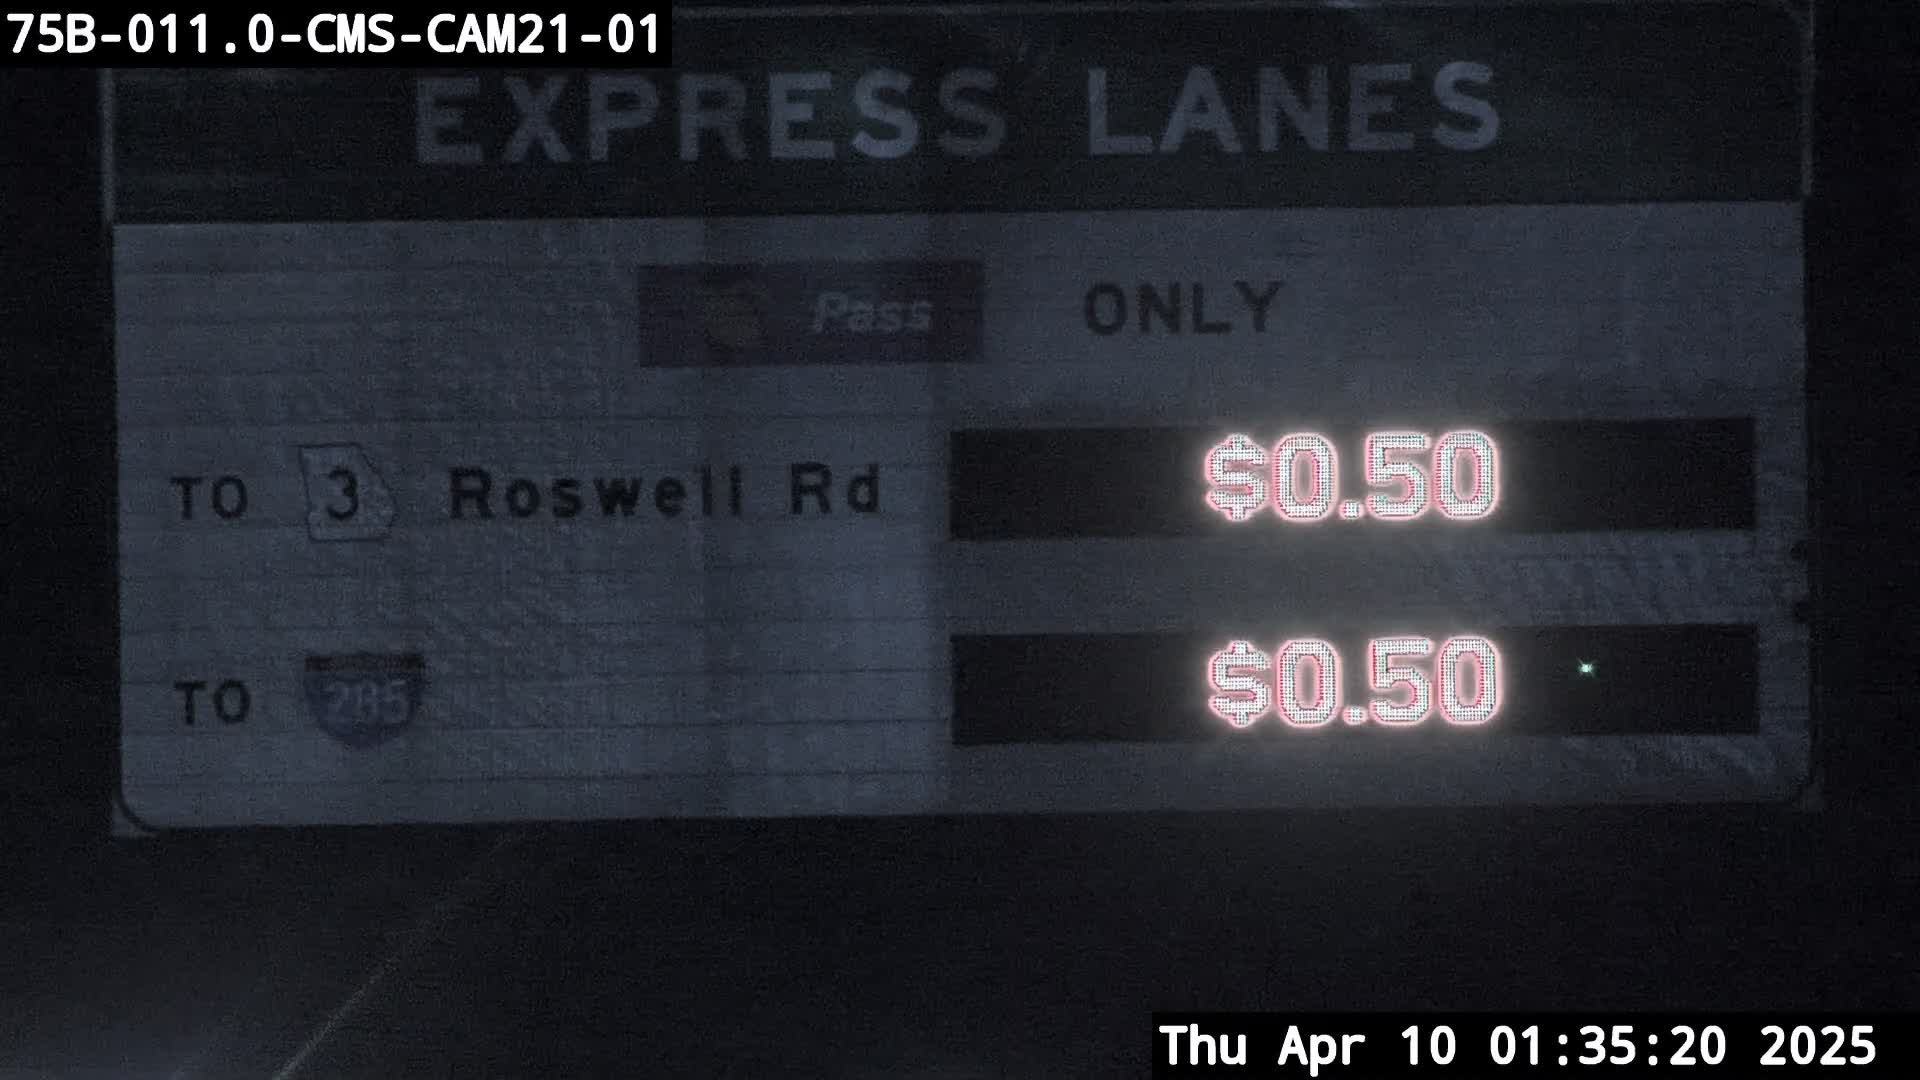 75B-011.0-CMS-CAM21-01
EXPRESS LANES
Pass ONLY
TO 3 Roswell Rd $0.50
TO 285 $0.50
Thu Apr 10 01:35:20 2025